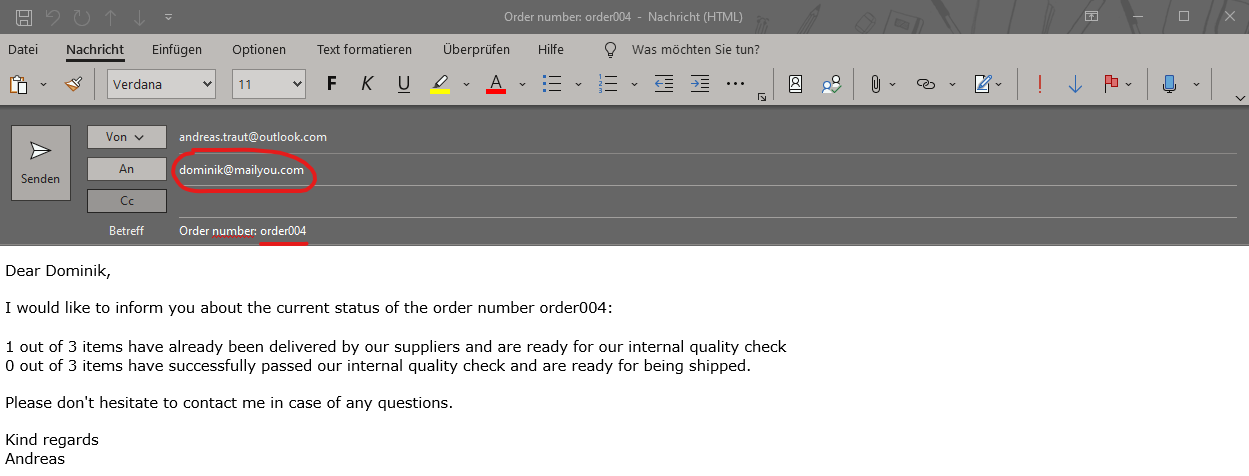 Order number: order004 - Nachricht (HTML)
Datei Nachricht Einfügen Optionen Text formatieren Überprüfen Hilfe Was möchten Sie tun?
Verdana 11 F K U A
Senden
Von andreas.traut@outlook.com
An dominik@mailyou.com
Cc
Betreff Order number: order004
Dear Dominik,
I would like to inform you about the current status of the order number order004:
1 out of 3 items have already been delivered by our suppliers and are ready for our internal quality check
0 out of 3 items have successfully passed our internal quality check and are ready for being shipped.
Please don't hesitate to contact me in case of any questions.
Kind regards
Andreas